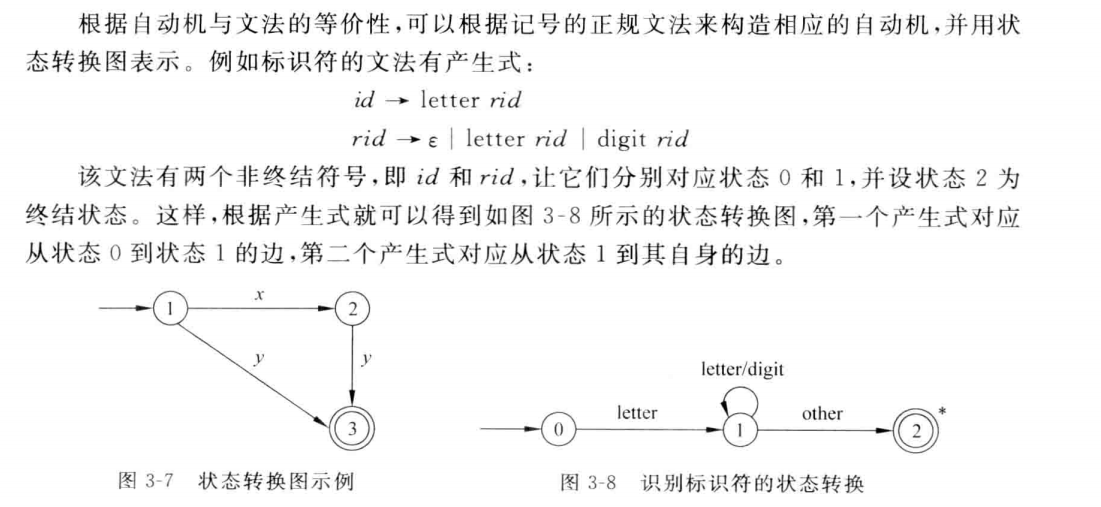 根据自动机与文法的等价性,可以根据记号的正规文法来构造相应的自动机,并用状
态转换图表示。例如标识符的文法有产生式:
id → letter rid
rid → ε | letter rid | digit rid
该文法有两个非终结符号,即 id 和 rid,让它们分别对应状态 0 和 1,并设状态 2 为
终结状态。这样,根据产生式就可以得到如图 3-8 所示的状态转换图,第一个产生式对应
从状态 0 到状态 1 的边,第二个产生式对应从状态 1 到其自身的边。
1 x 2
y y
3
图 3-7 状态转换图示例
letter/digit
0 letter 1 other 2 *
图 3-8 识别标识符的状态转换